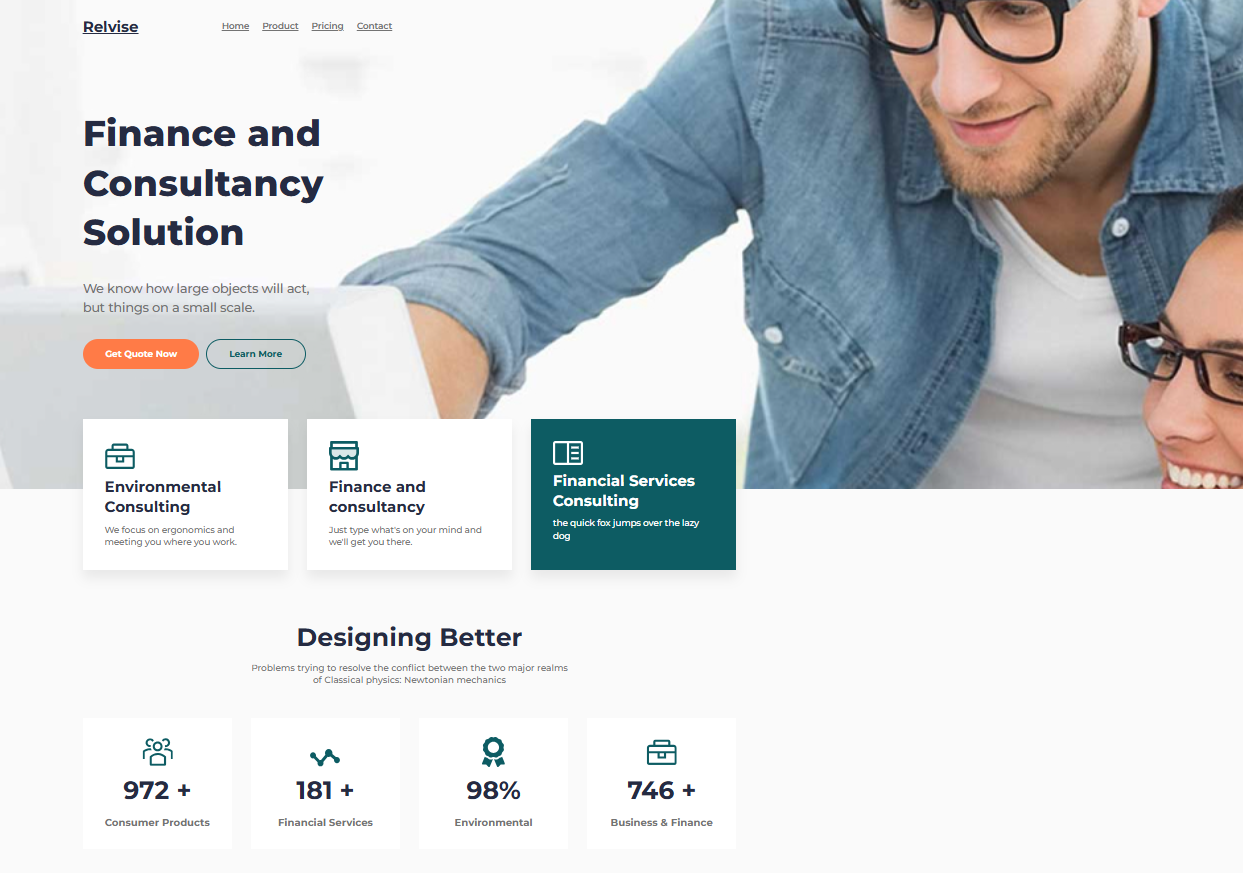 Relvise
Home Product Pricing Contact
Finance and
Consultancy
Solution
We know how large objects will act,
but things on a small scale.
Get Quote Now
Learn More
Environmental
Consulting
We focus on ergonomics and
meeting you where you work.
Finance and
consultancy
Just type what's on your mind and
we'll get you there.
Financial Services
Consulting
the quick fox jumps over the lazy
dog
Designing Better
Problems trying to resolve the conflict between the two major realms
of Classical physics: Newtonian mechanics
972 +
Consumer Products
181 +
Financial Services
98%
Environmental
746 +
Business & Finance